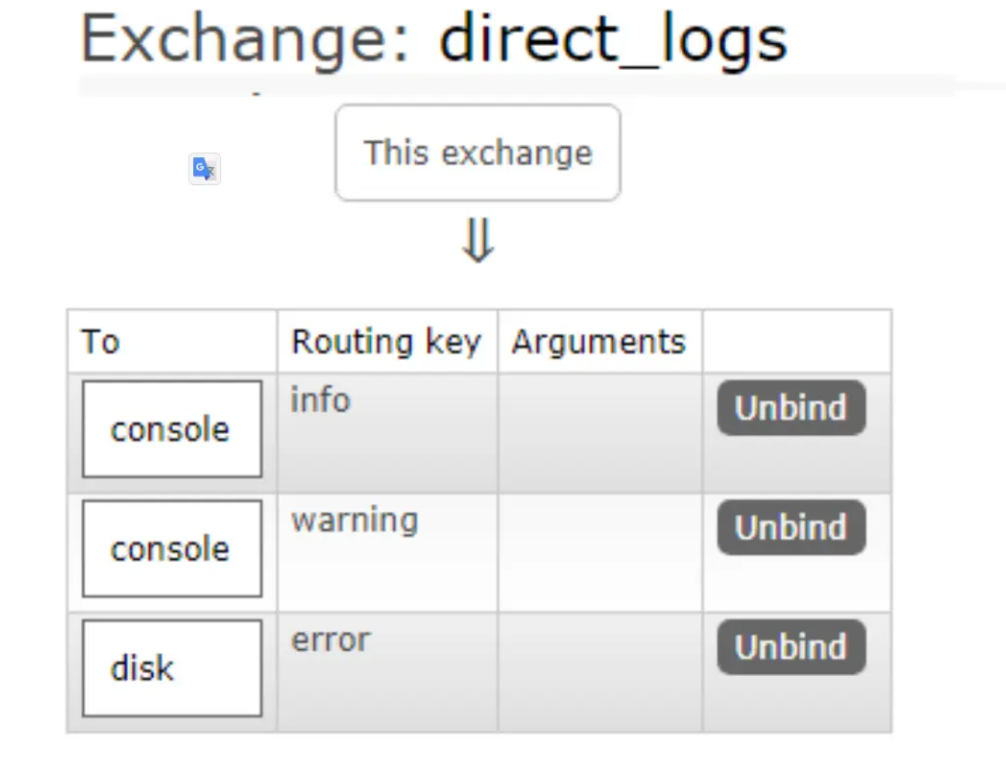 Exchange: direct_logs
This exchange
⇓
To Routing key Arguments
console info Unbind
console warning Unbind
disk error Unbind